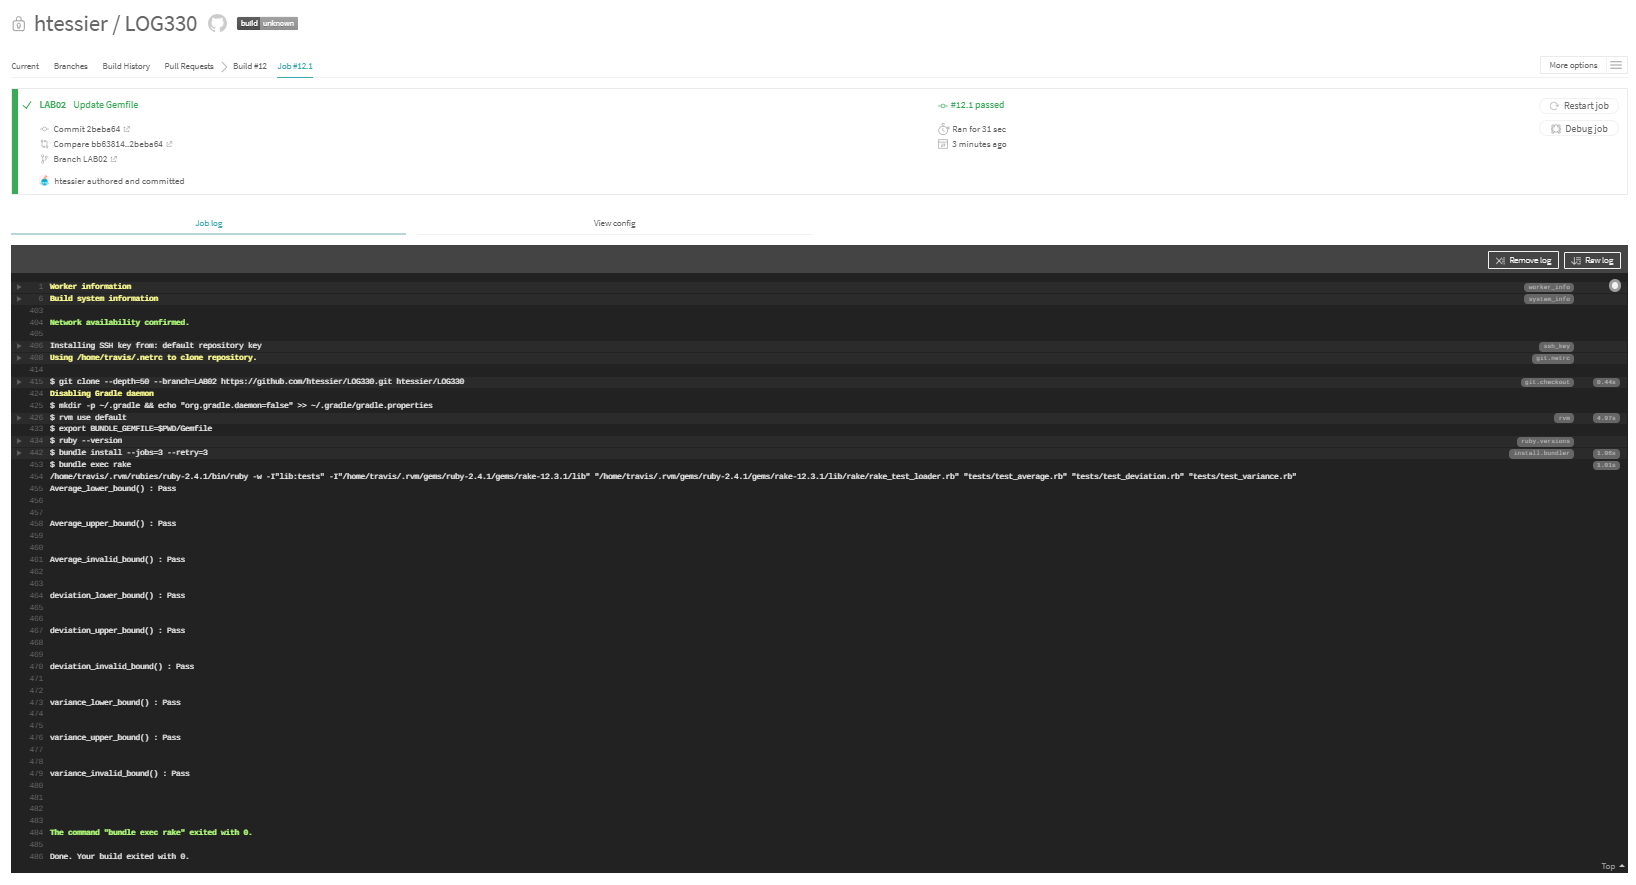 htessier / LOG330 build unknown
Current Branches Build History Pull Requests Build #12 Job #12.1 More options
LAB02 Update Gemfile #12.1 passed Restart job
Commit 2beba64 Ran for 31 sec Debug job
Compare bb63814..2beba64 3 minutes ago
Branch LAB02
htessier authored and committed
Job log View config
Remove log Raw log
1 Worker information worker_info
6 Build system information system_info
403
404 Network availability confirmed.
405
406 Installing SSH key from: default repository key ssh_key
408 Using /home/travis/.netrc to clone repository. git.netrc
414
415 $ git clone --depth=50 --branch=LAB02 https://github.com/htessier/LOG330.git htessier/LOG330 git.checkout 0.44s
424 Disabling Gradle daemon
425 $ mkdir -p ~/.gradle && echo "org.gradle.daemon=false" >> ~/.gradle/gradle.properties
426 $ rvm use default rvm 4.07s
433 $ export BUNDLE_GEMFILE=$PWD/Gemfile
434 $ ruby --version ruby.versions
442 $ bundle install --jobs=3 --retry=3 install.bundler
453 $ bundle exec rake
454 /home/travis/.rvm/rubies/ruby-2.4.1/bin/ruby -w -I"lib:tests" -I"/home/travis/.rvm/gems/ruby-2.4.1/gems/rake-12.3.1/lib" "/home/travis/.rvm/gems/ruby-2.4.1/gems/rake-12.3.1/lib/rake/rake_test_loader.rb" "tests/test_average.rb" "tests/test_deviation.rb" "tests/test_variance.rb"
455 Average_lower_bound() : Pass
456
457
458 Average_upper_bound() : Pass
459
460
461 Average_invalid_bound() : Pass
462
463
464 deviation_lower_bound() : Pass
465
466
467 deviation_upper_bound() : Pass
468
469
470 deviation_invalid_bound() : Pass
471
472
473 variance_lower_bound() : Pass
474
475
476 variance_upper_bound() : Pass
477
478
479 variance_invalid_bound() : Pass
480
481
482
483
484 The command "bundle exec rake" exited with 0.
485
486 Done. Your build exited with 0.
Top